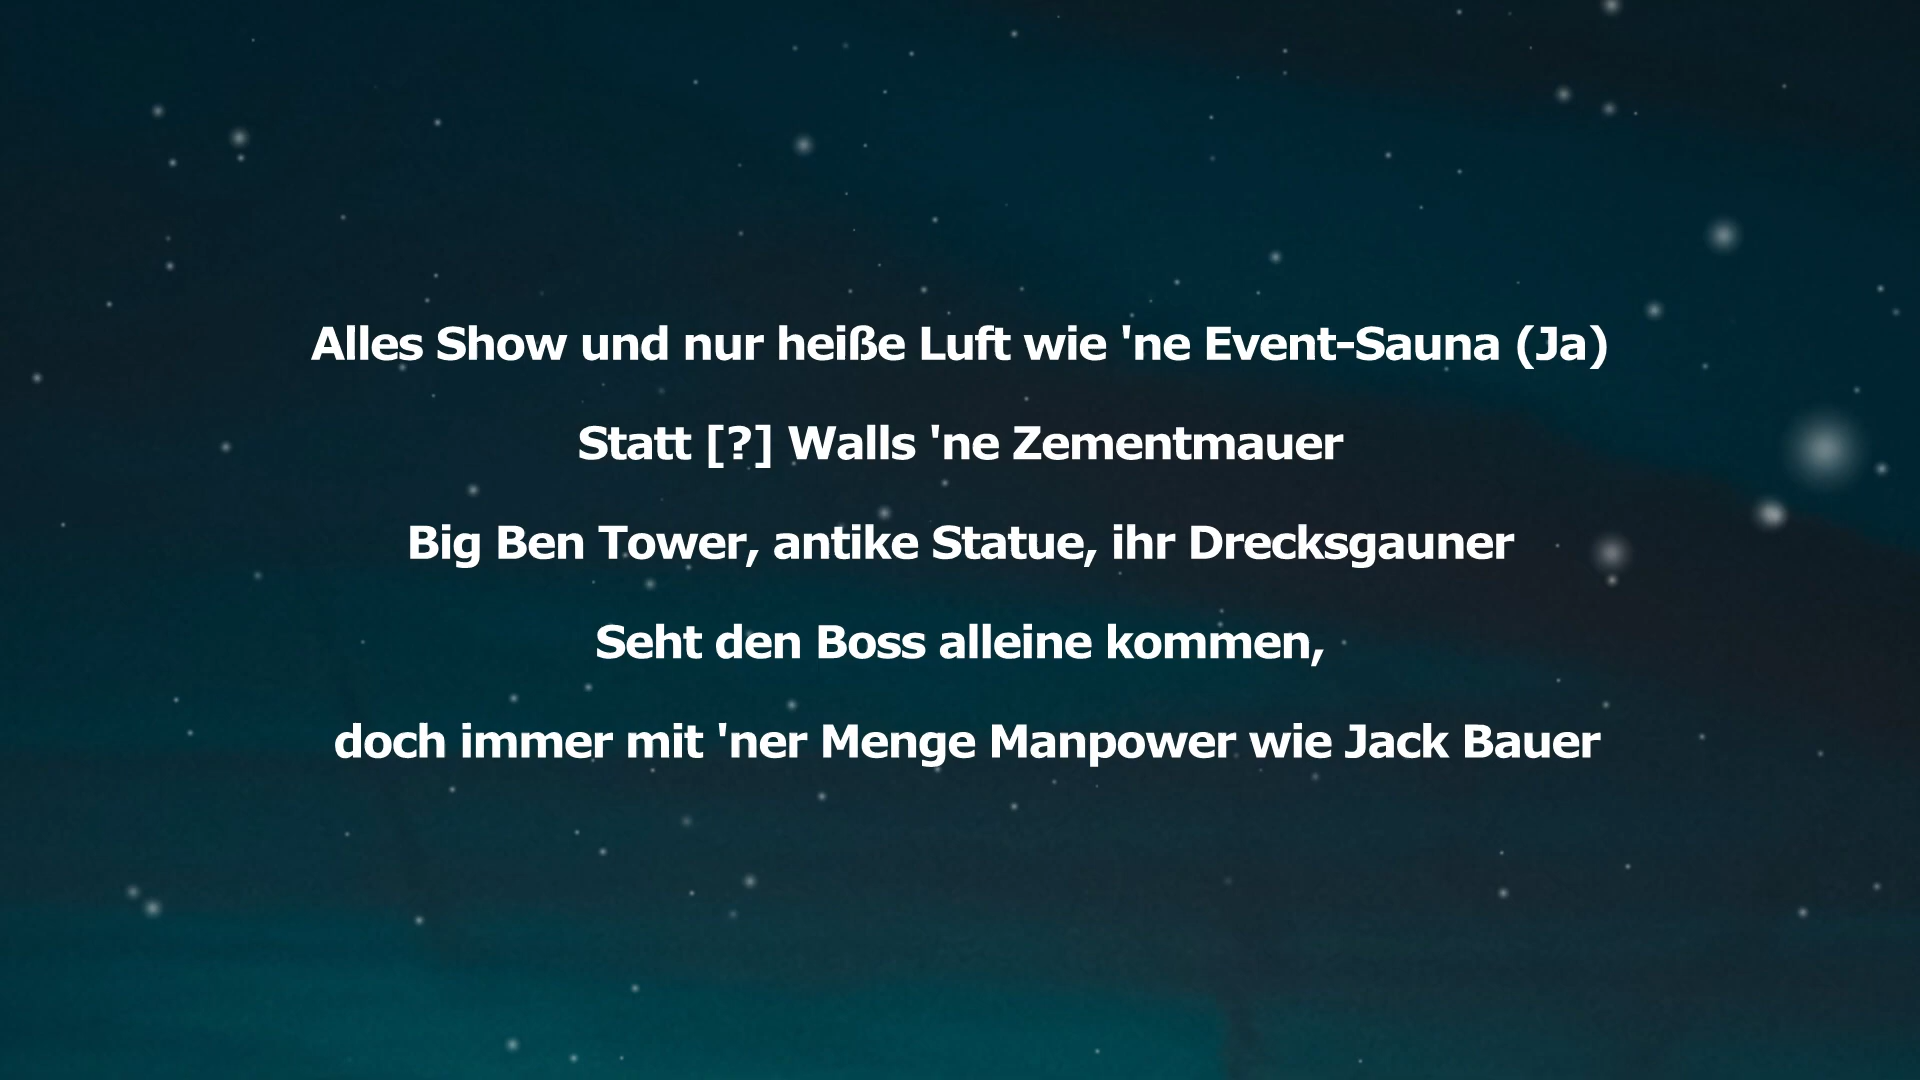 Alles Show und nur heiße Luft wie 'ne Event-Sauna (Ja)
Statt [?] Walls 'ne Zementmauer
Big Ben Tower, antike Statue, ihr Drecksgauner
Seht den Boss alleine kommen,
doch immer mit 'ner Menge Manpower wie Jack Bauer